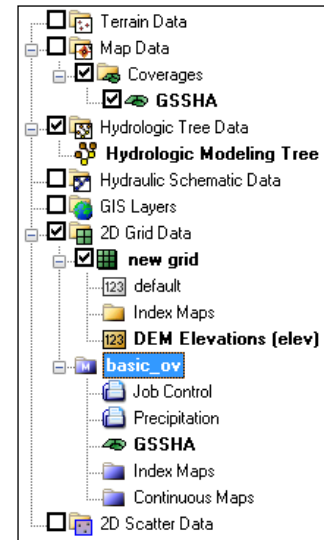 Terrain Data
Map Data
Coverages
GSSHA
Hydrologic Tree Data
Hydrologic Modeling Tree
Hydraulic Schematic Data
GIS Layers
2D Grid Data
new grid
123 default
Index Maps
123 DEM Elevations (elev)
M basic_ov
Job Control
Precipitation
GSSHA
Index Maps
Continuous Maps
2D Scatter Data